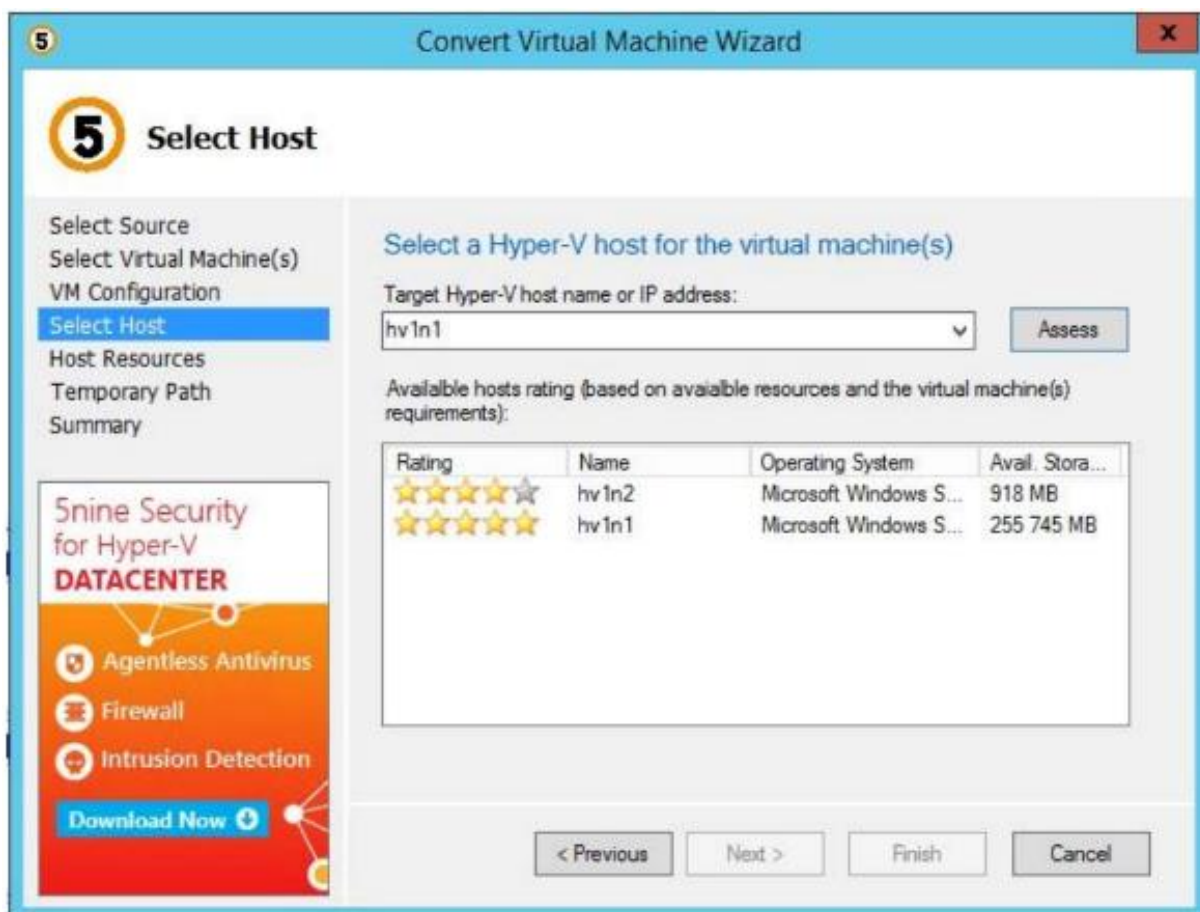 5
Convert Virtual Machine Wizard
x
5
Select Host
Select Source
Select Virtual Machine(s)
VM Configuration
Select Host
Host Resources
Temporary Path
Summary
5nine Security
for Hyper-V
DATACENTER
Agentless Antivirus
Firewall
Intrusion Detection
Download Now
Select a Hyper-V host for the virtual machine(s)
Target Hyper-V host name or IP address:
hv1n1
Assess
Available hosts rating (based on avaialble resources and the virtual machine(s)
requirements):
Rating Name Operating System Avail. Stora...
hv1n2 Microsoft Windows S... 918 MB
hv1n1 Microsoft Windows S... 255 745 MB
< Previous Next > Finish Cancel